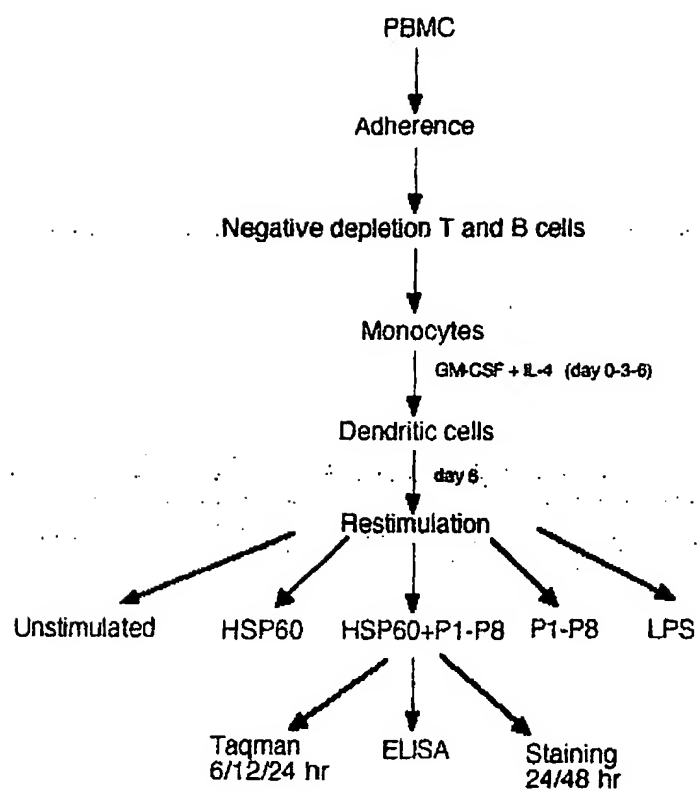 PBMC
Adherence
Negative depletion T and B cells
Monocytes
GM-CSF + IL-4 (day 0-3-6)
Dendritic cells
day 6
Restimulation
Unstimulated HSP60 HSP60+P1-P8 P1-P8 LPS
Taqman ELISA Staining
6/12/24 hr 24/48 hr